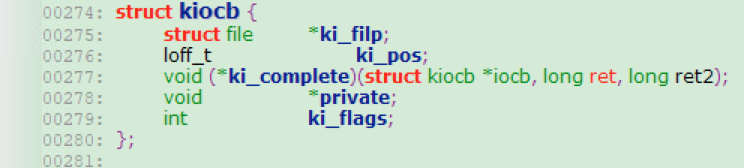 00274: struct kiocb {
00275: struct file *ki_filp;
00276: loff_t ki_pos;
00277: void (*ki_complete)(struct kiocb *iocb, long ret, long ret2);
00278: void *private;
00279: int ki_flags;
00280: };
00281: